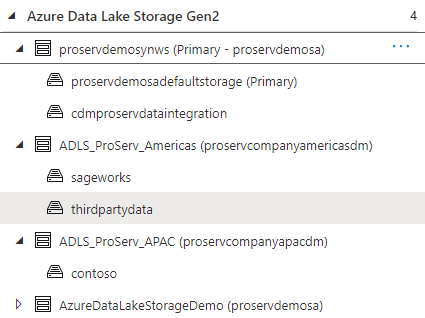 Azure Data Lake Storage Gen2 4
proservdemosynws (Primary - proservdemosa) ...
proservdemosadefaultstorage (Primary)
cdmproservdataintegration
ADLS_ProServ_Americas (proservcompanyamericasdm)
sageworks
thirdpartydata
ADLS_ProServ_APAC (proservcompanyapacdm)
contoso
AzureDataLakeStorageDemo (proservdemosa)